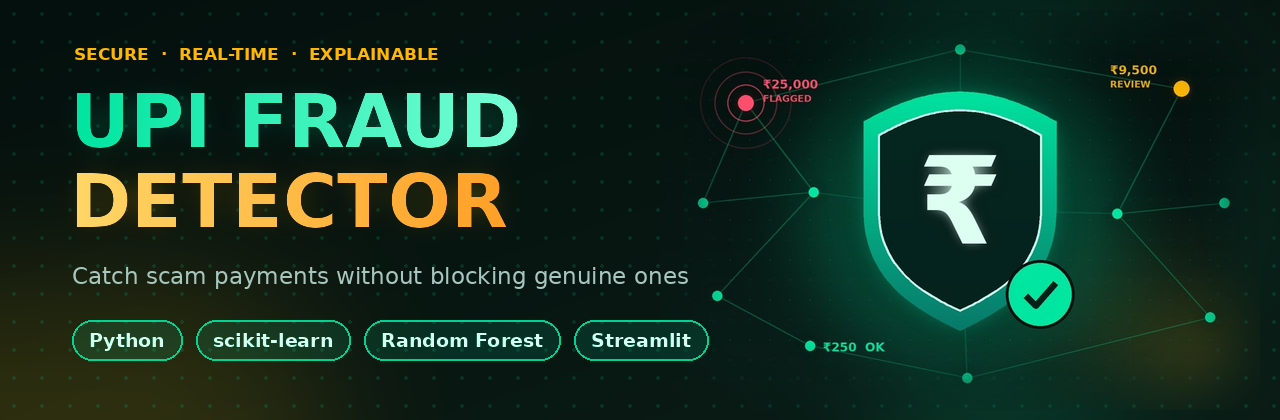 SECURE · REAL-TIME · EXPLAINABLE
UPI FRAUD
DETECTOR
Catch scam payments without blocking genuine ones
Python
scikit-learn
Random Forest
Streamlit
₹25,000
FLAGGED
₹9,500
REVIEW
₹
₹250 OK